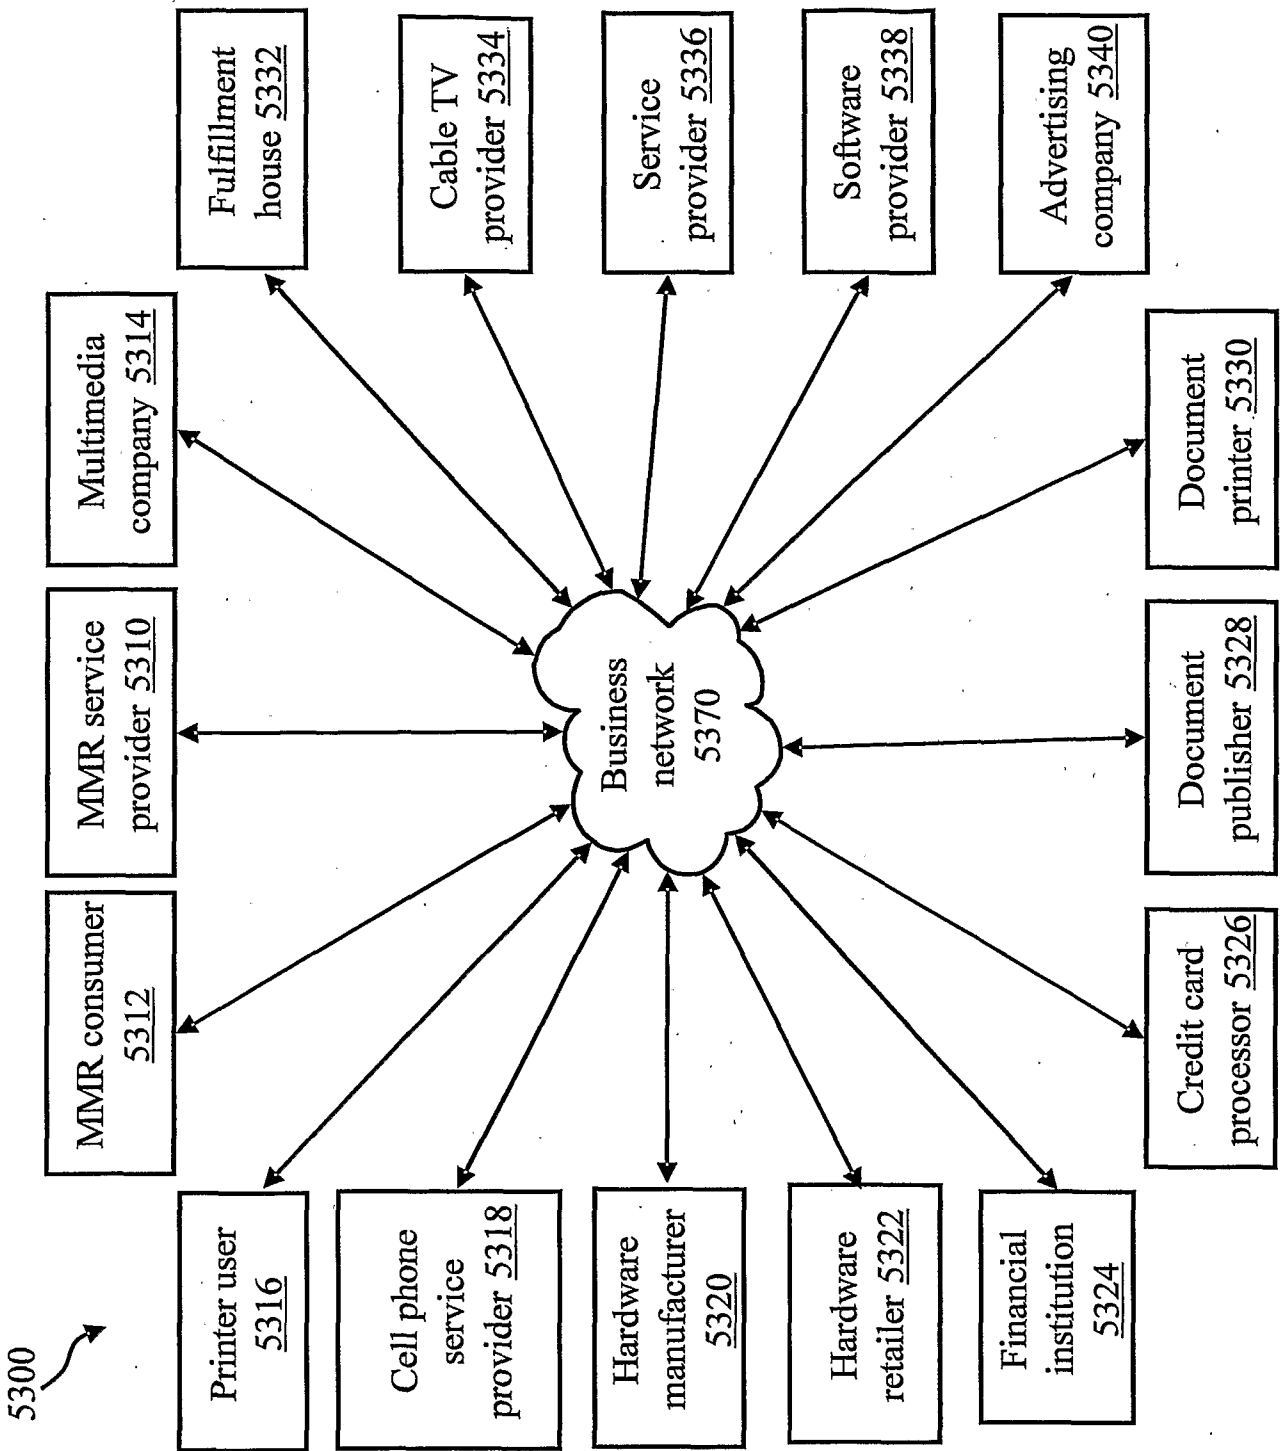 5300
MMR consumer
5312
MMR service
provider 5310
Multimedia
company 5314
Printer user
5316
Fulfillment
house 5332
Cell phone
service
provider 5318
Cable TV
provider 5334
Hardware
manufacturer
5320
Business
network
5370
Service
provider 5336
Hardware
retailer 5322
Software
provider 5338
Financial
institution
5324
Advertising
company 5340
Credit card
processor 5326
Document
publisher 5328
Document
printer 5330